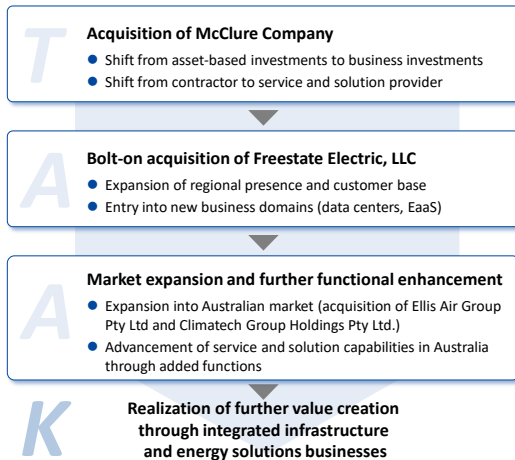 T
Acquisition of McClure Company
● Shift from asset-based investments to business investments
● Shift from contractor to service and solution provider
A
Bolt-on acquisition of Freestate Electric, LLC
● Expansion of regional presence and customer base
● Entry into new business domains (data centers, EaaS)
A
Market expansion and further functional enhancement
● Expansion into Australian market (acquisition of Ellis Air Group
Pty Ltd and Climatech Group Holdings Pty Ltd.)
● Advancement of service and solution capabilities in Australia
through added functions
K
Realization of further value creation
through integrated infrastructure
and energy solutions businesses